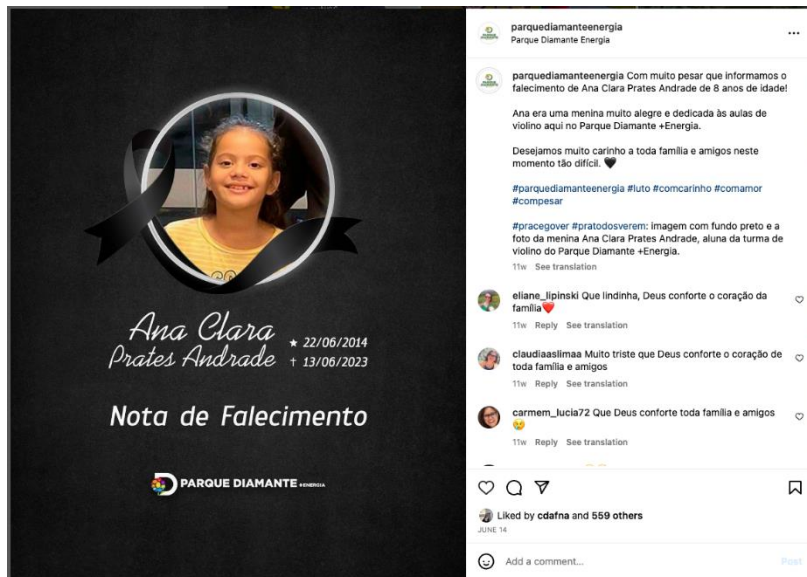 Ana Clara
Prates Andrade
★ 22/06/2014
✝ 13/06/2023
Nota de Falecimento
PARQUE DIAMANTE +ENERGIA
parquediamanteenergia
Parque Diamante Energia
parquediamanteenergia Com muito pesar que informamos o
falecimento de Ana Clara Prates Andrade de 8 anos de idade!
Ana era uma menina muito alegre e dedicada às aulas de
violino aqui no Parque Diamante +Energia.
Desejamos muito carinho a toda família e amigos neste
momento tão difícil. 🖤
#parquediamanteenergia #luto #comcarinho #comamor
#compesar
#pracegover #pratodosverem: imagem com fundo preto e a
foto da menina Ana Clara Prates Andrade, aluna da turma de
violino do Parque Diamante +Energia.
11w See translation
eliane_lipinski Que lindinha, Deus conforte o coração da
família❤️
11w Reply See translation
claudiaaslimaa Muito triste que Deus conforte o coração de
toda família e amigos
11w Reply See translation
carmem_lucia72 Que Deus conforte toda família e amigos
😢
11w Reply See translation
Liked by cdafna and 559 others
JUNE 14
Add a comment...
Post